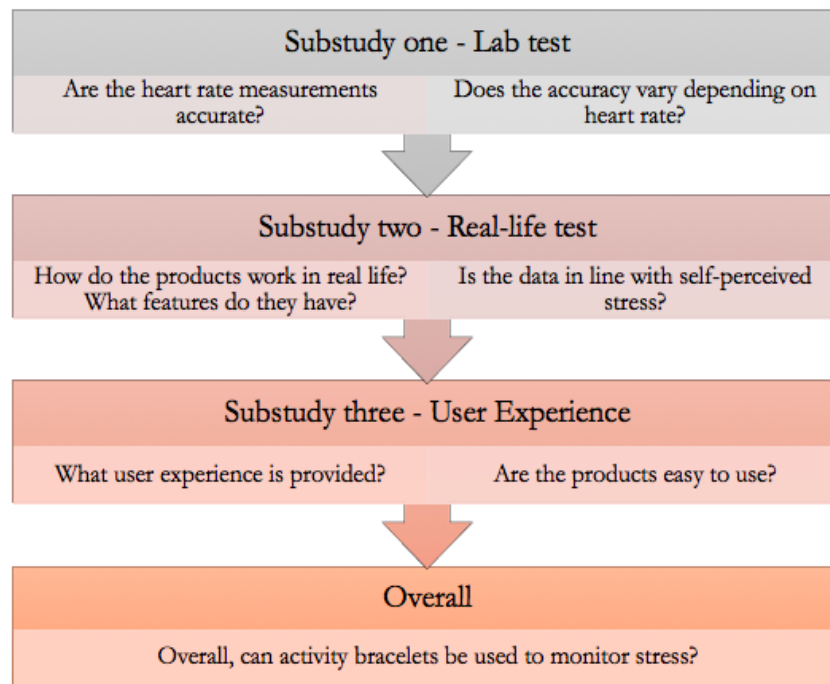 Substudy one - Lab test
Are the heart rate measurements
accurate?
Does the accuracy vary depending on
heart rate?
Substudy two - Real-life test
How do the products work in real life?
What features do they have?
Is the data in line with self-perceived
stress?
Substudy three - User Experience
What user experience is provided?
Are the products easy to use?
Overall
Overall, can activity bracelets be used to monitor stress?